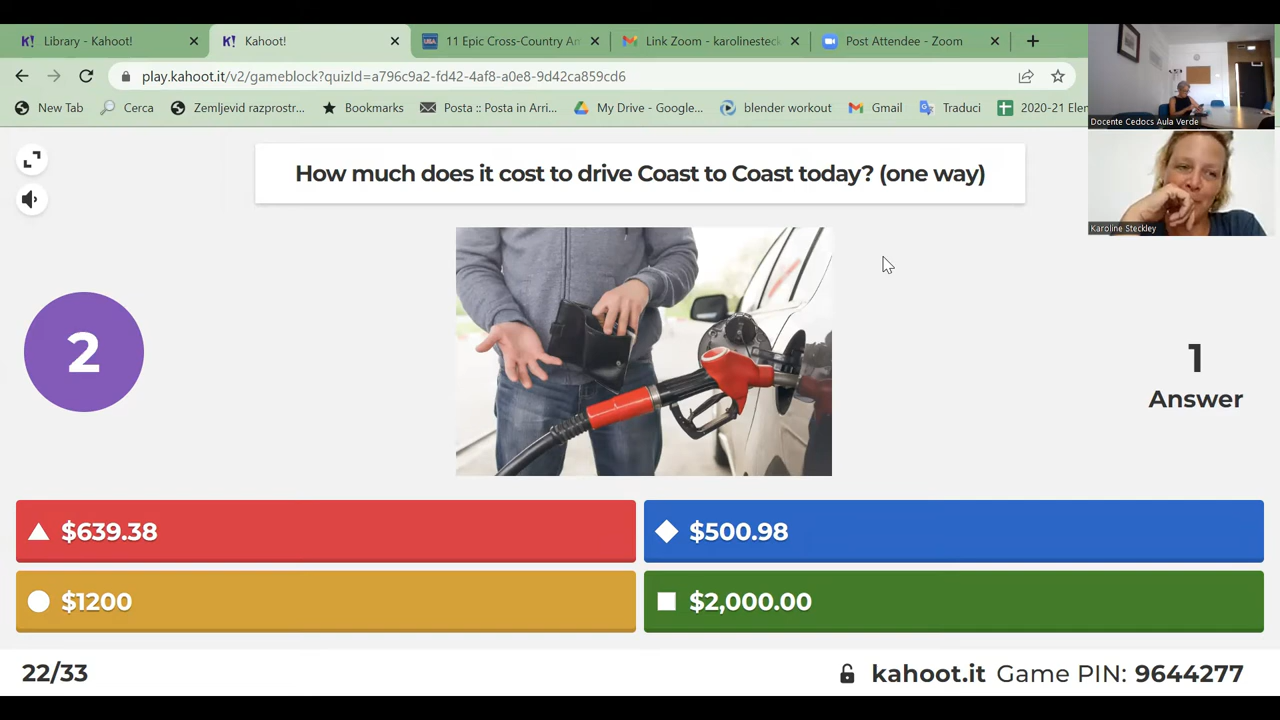 Library - Kahoot!
Kahoot!
11 Epic Cross-Country Am
Link Zoom - karolinesteck
Post Attendee - Zoom
play.kahoot.it/v2/gameblock?quizId=a796c9a2-fd42-4af8-a0e8-9d42ca859cd6
New Tab
Cerca
Zemljevid razprostr...
Bookmarks
Posta :: Posta in Arri...
My Drive - Google...
blender workout
Gmail
Traduci
2020-21 Elem
Docente Cedocs Aula Verde
Karoline Steckley
How much does it cost to drive Coast to Coast today? (one way)
2
1
Answer
$639.38
$500.98
$1200
$2,000.00
22/33
kahoot.it Game PIN: 9644277